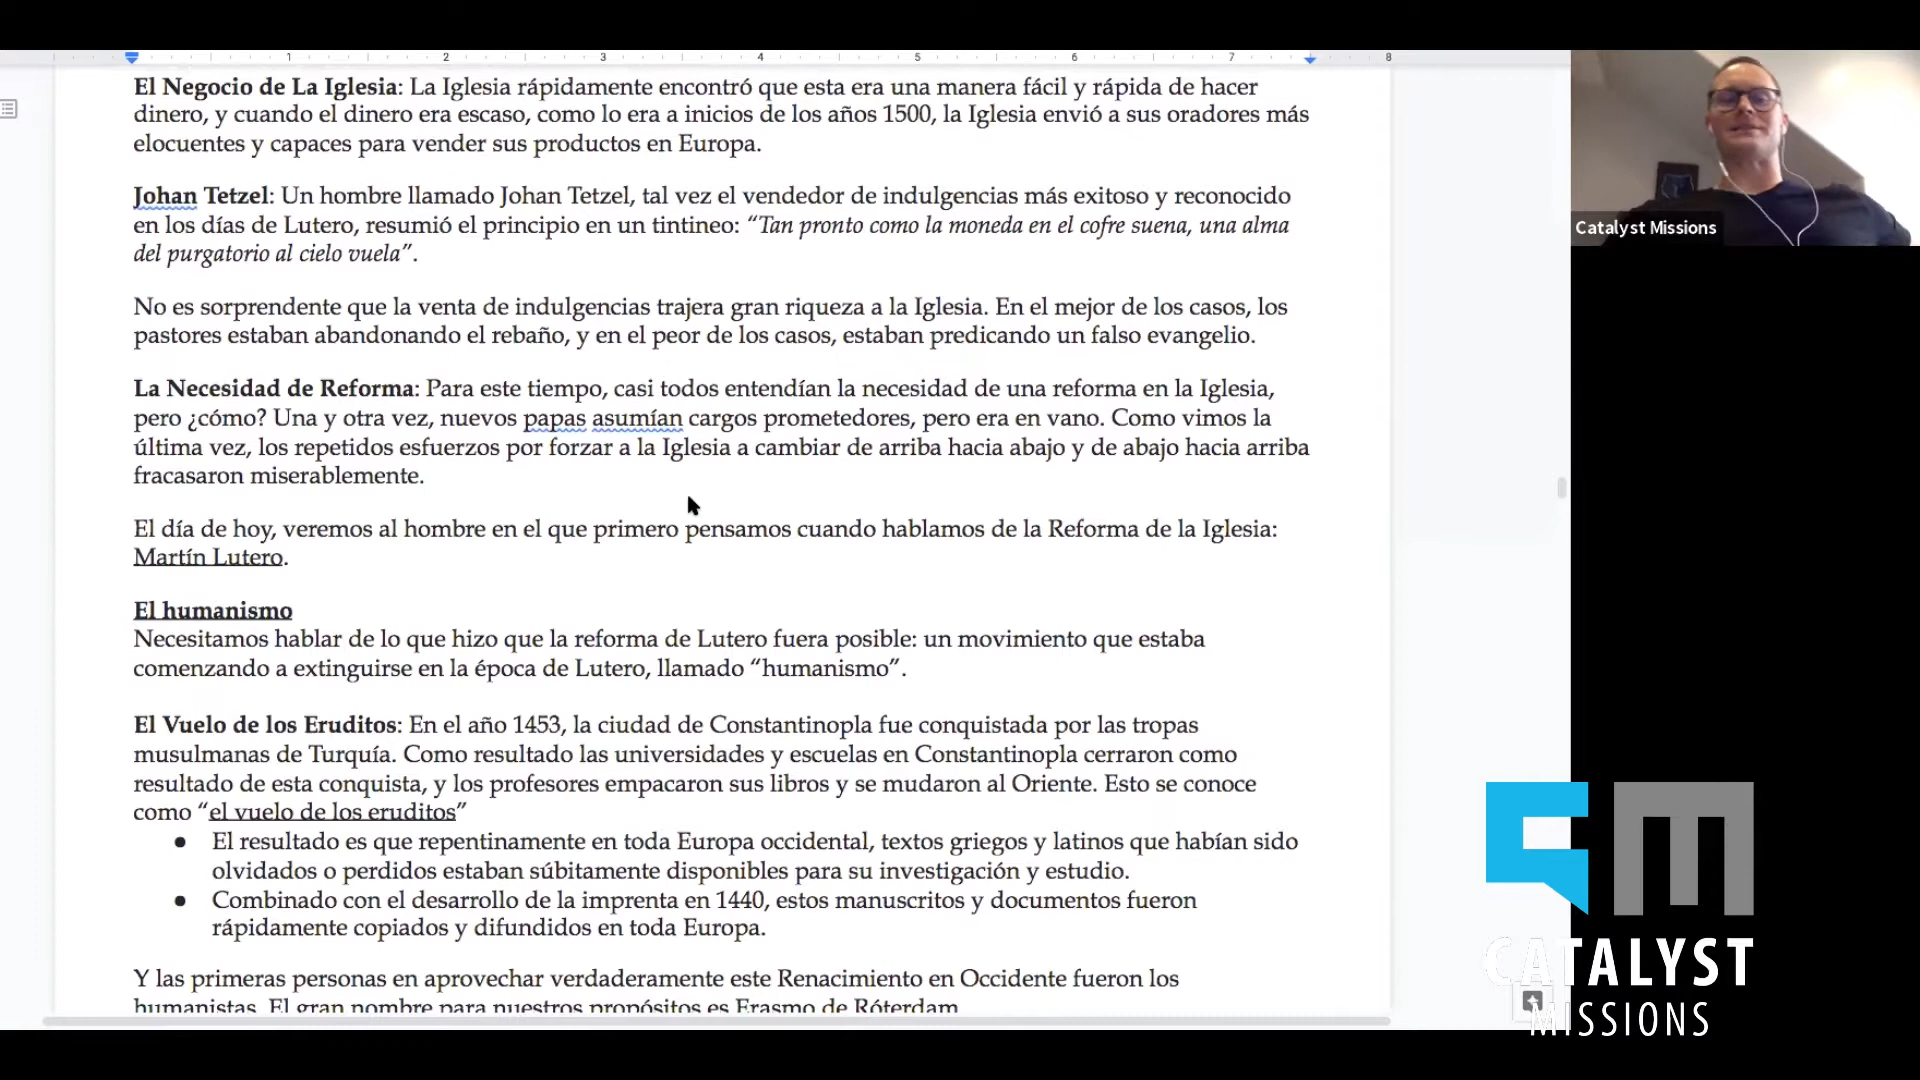 1 2 3 4 5 6 7 8
El Negocio de La Iglesia: La Iglesia rápidamente encontró que esta era una manera fácil y rápida de hacer
dinero, y cuando el dinero era escaso, como lo era a inicios de los años 1500, la Iglesia envió a sus oradores más
elocuentes y capaces para vender sus productos en Europa.
Johan Tetzel: Un hombre llamado Johan Tetzel, tal vez el vendedor de indulgencias más exitoso y reconocido
en los días de Lutero, resumió el principio en un tintineo: “Tan pronto como la moneda en el cofre suena, una alma
del purgatorio al cielo vuela”.
No es sorprendente que la venta de indulgencias trajera gran riqueza a la Iglesia. En el mejor de los casos, los
pastores estaban abandonando el rebaño, y en el peor de los casos, estaban predicando un falso evangelio.
La Necesidad de Reforma: Para este tiempo, casi todos entendían la necesidad de una reforma en la Iglesia,
pero ¿cómo? Una y otra vez, nuevos papas asumían cargos prometedores, pero era en vano. Como vimos la
última vez, los repetidos esfuerzos por forzar a la Iglesia a cambiar de arriba hacia abajo y de abajo hacia arriba
fracasaron miserablemente.
El día de hoy, veremos al hombre en el que primero pensamos cuando hablamos de la Reforma de la Iglesia:
Martín Lutero.
El humanismo
Necesitamos hablar de lo que hizo que la reforma de Lutero fuera posible: un movimiento que estaba
comenzando a extinguirse en la época de Lutero, llamado “humanismo”.
El Vuelo de los Eruditos: En el año 1453, la ciudad de Constantinopla fue conquistada por las tropas
musulmanas de Turquía. Como resultado las universidades y escuelas en Constantinopla cerraron como
resultado de esta conquista, y los profesores empacaron sus libros y se mudaron al Oriente. Esto se conoce
como “el vuelo de los eruditos”
● El resultado es que repentinamente en toda Europa occidental, textos griegos y latinos que habían sido
olvidados o perdidos estaban súbitamente disponibles para su investigación y estudio.
● Combinado con el desarrollo de la imprenta en 1440, estos manuscritos y documentos fueron
rápidamente copiados y difundidos en toda Europa.
Y las primeras personas en aprovechar verdaderamente este Renacimiento en Occidente fueron los
humanistas. El gran nombre para nuestros propósitos es Erasmo de Róterdam
Catalyst Missions
CATALYST
MISSIONS